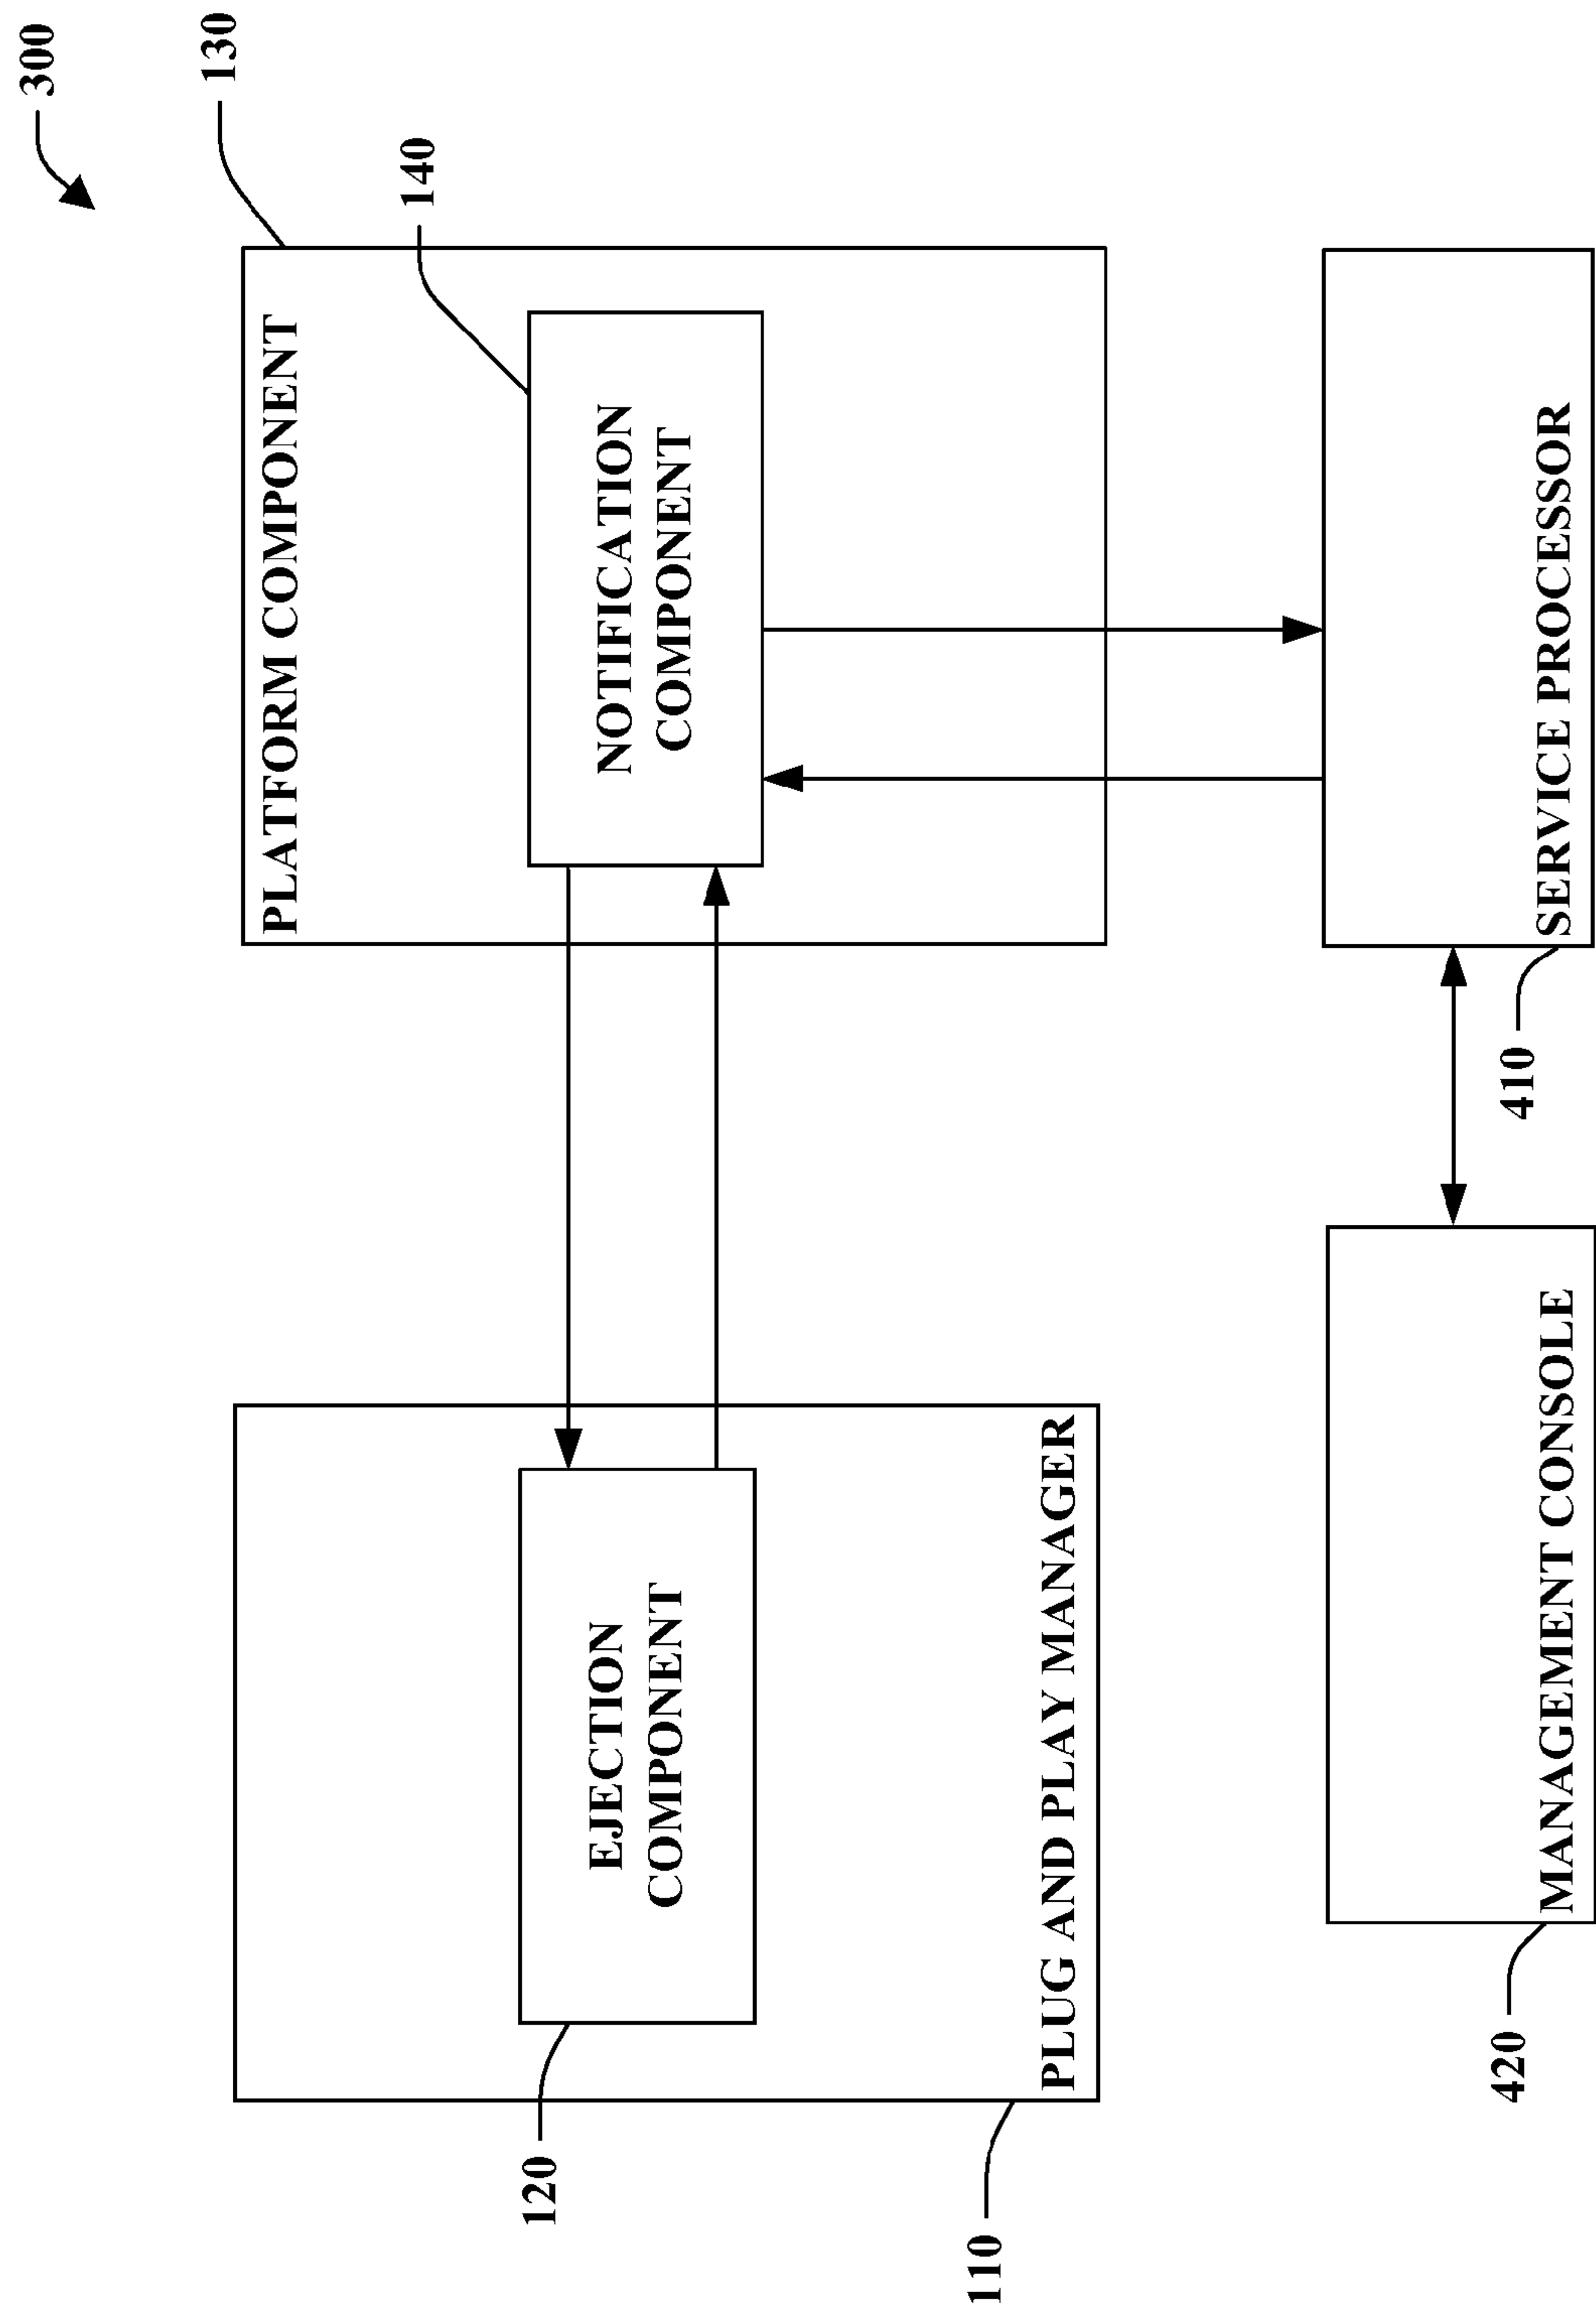 300
130
PLATFORM COMPONENT
140
NOTIFICATION
COMPONENT
120
EJECTION
COMPONENT
110
PLUG AND PLAY MANAGER
410
SERVICE PROCESSOR
420
MANAGEMENT CONSOLE